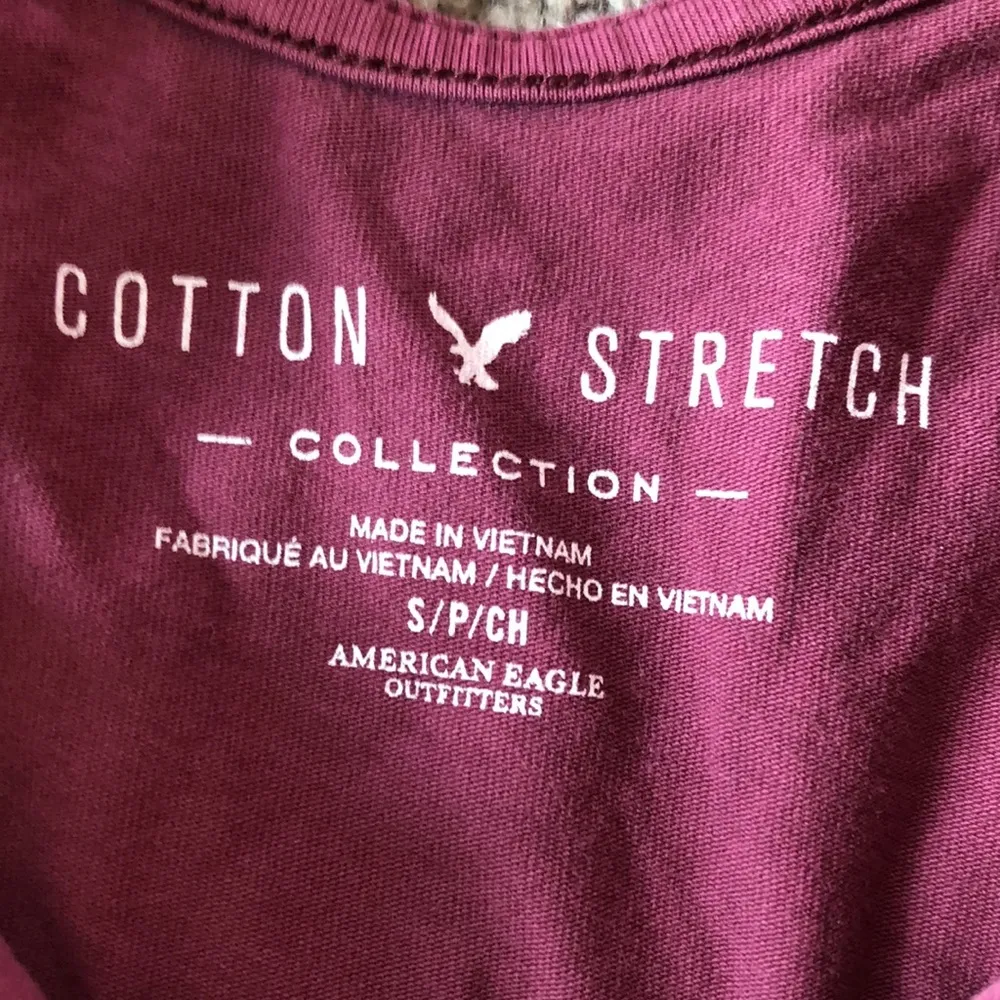 COTTON STRETCH
— COLLECTION —
MADE IN VIETNAM
FABRIQUÉ AU VIETNAM / HECHO EN VIETNAM
S/P/CH
AMERICAN EAGLE
OUTFITTERS